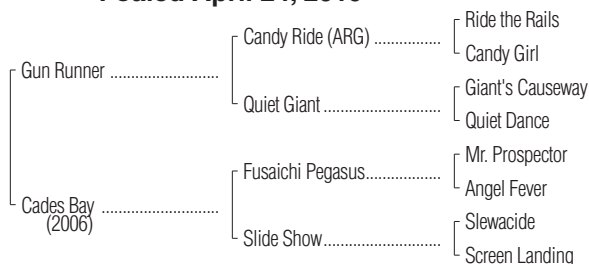 Foaled April
Ride the Rails
Candy Ride (ARG) ................
Candy Girl
Gun Runner ........................
Giant's Causeway
Quiet Giant ..........................
Quiet Dance
Mr. Prospector
Fusaichi Pegasus.................
Angel Fever
Cades Bay ..........................
(2006)
Slewacide
Slide Show..........................
Screen Landing